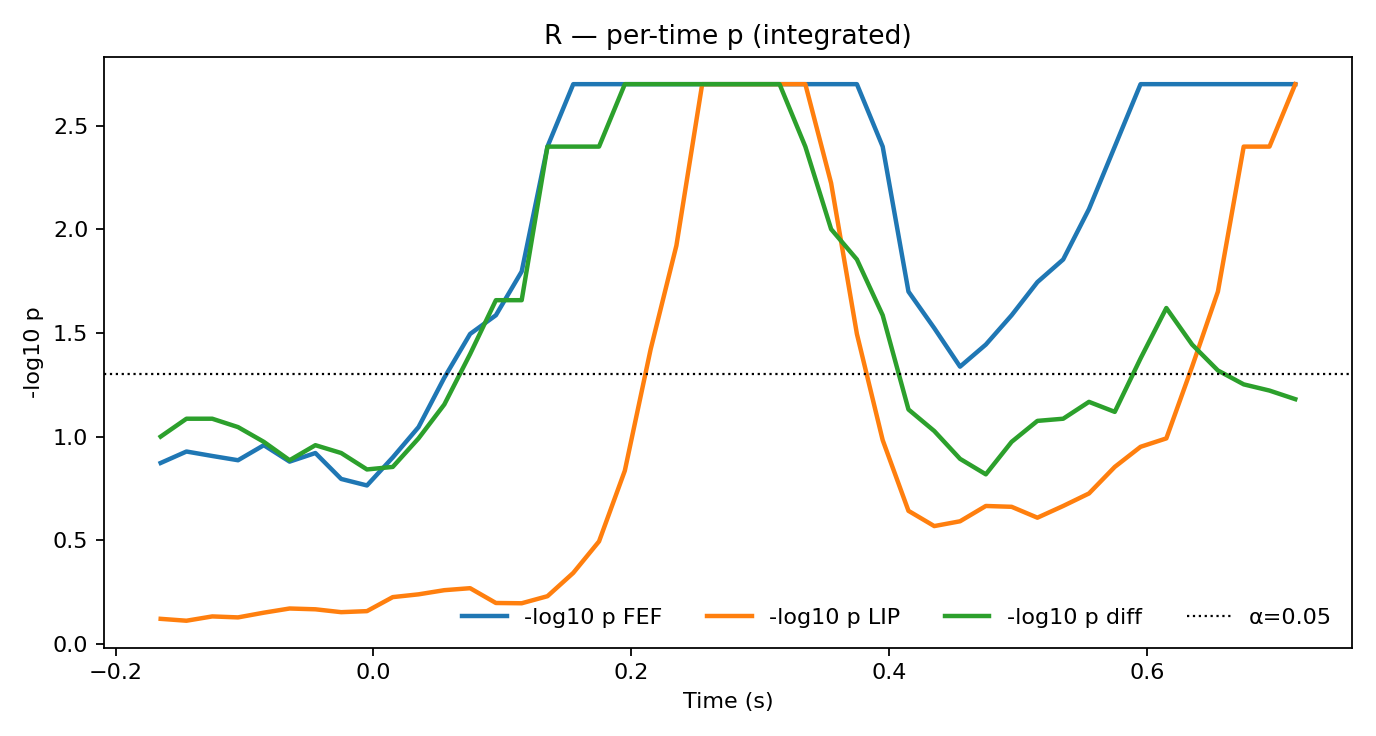 R — per-time p (integrated)
-log10 p
2.5
2.0
1.5
1.0
0.5
0.0
-log10 p FEF -log10 p LIP -log10 p diff α=0.05
−0.2 0.0 0.2 0.4 0.6
Time (s)